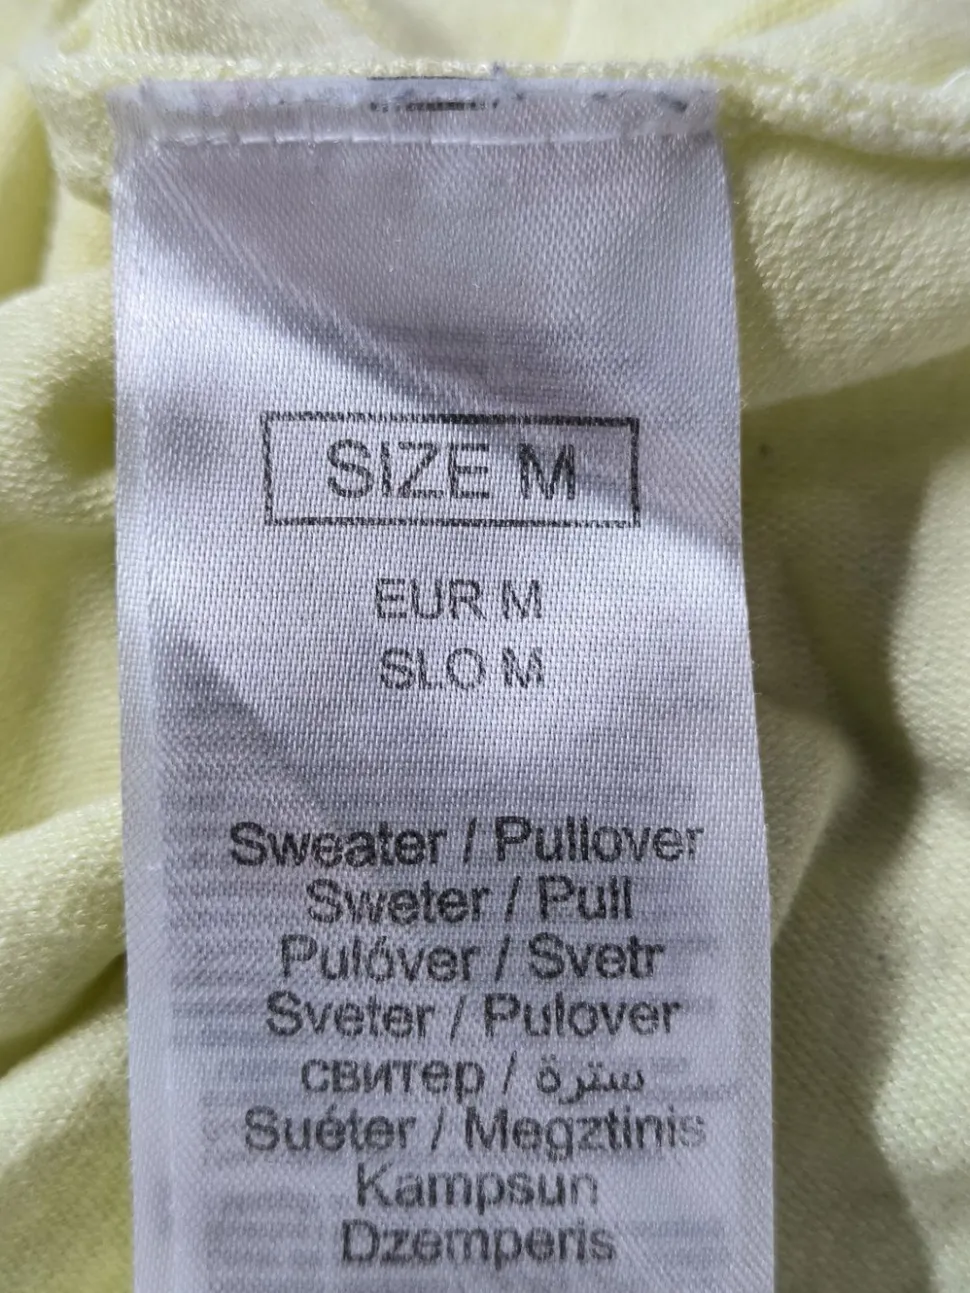 SIZE M
EUR M
SLO M
Sweater / Pullover
Sweter / Pull
Pulóver / Svetr
Sveter / Pulover
свитер / سترة
Suéter / Megztinis
Kampsun
Dzemperis